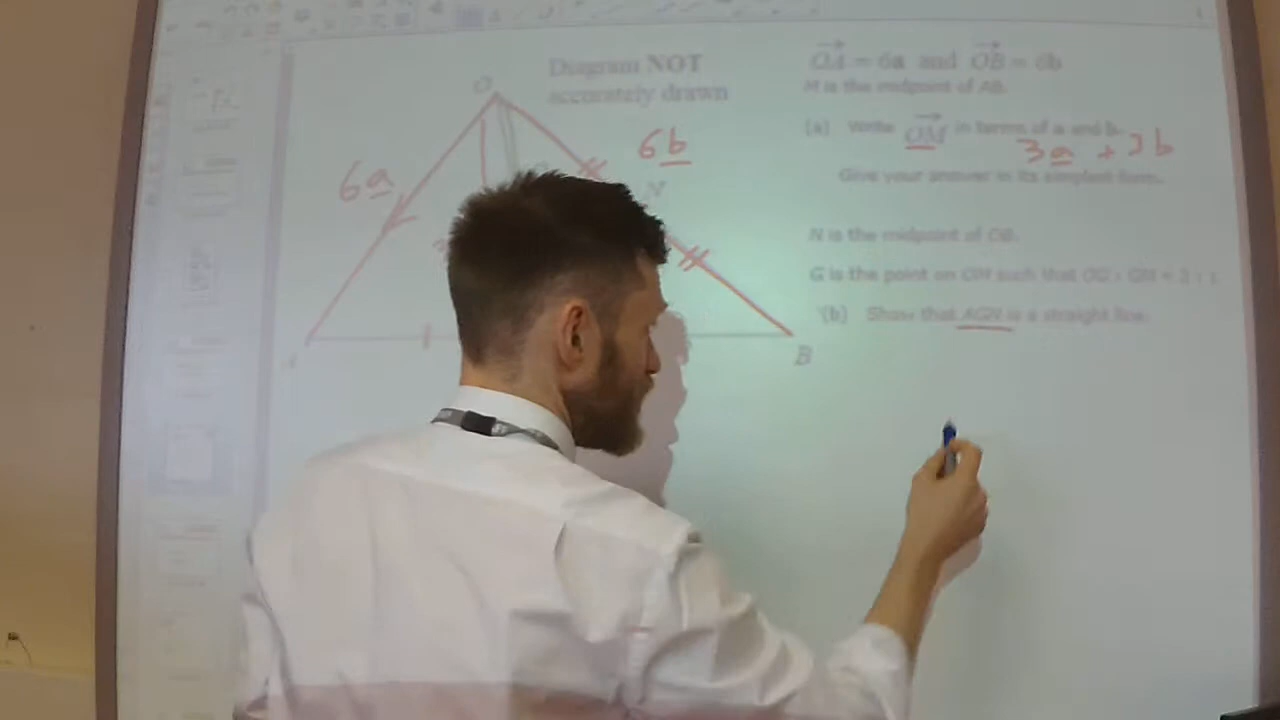 O
Diagram NOT
accurately drawn
6a
6b
N
B
OA = 6a and OB = 6b
M is the midpoint of AB.
(a) Write OM in terms of a and b.
3a + 3b
Give your answer in its simplest form.
N is the midpoint of OB.
G is the point on OM such that OG : GM = 2 : 1
(b) Show that AGN is a straight line.